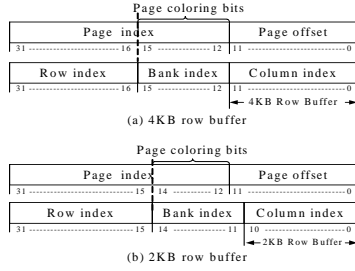 Page coloring bits
Page index Page offset
31 16 15 12 11 0
Row index Bank index Column index
31 16 15 12 11 0
4KB Row Buffer
(a) 4KB row buffer
Page coloring bits
Page index Page offset
31 15 14 12 11 0
Row index Bank index Column index
31 15 14 11 10 0
2KB Row Buffer
(b) 2KB row buffer